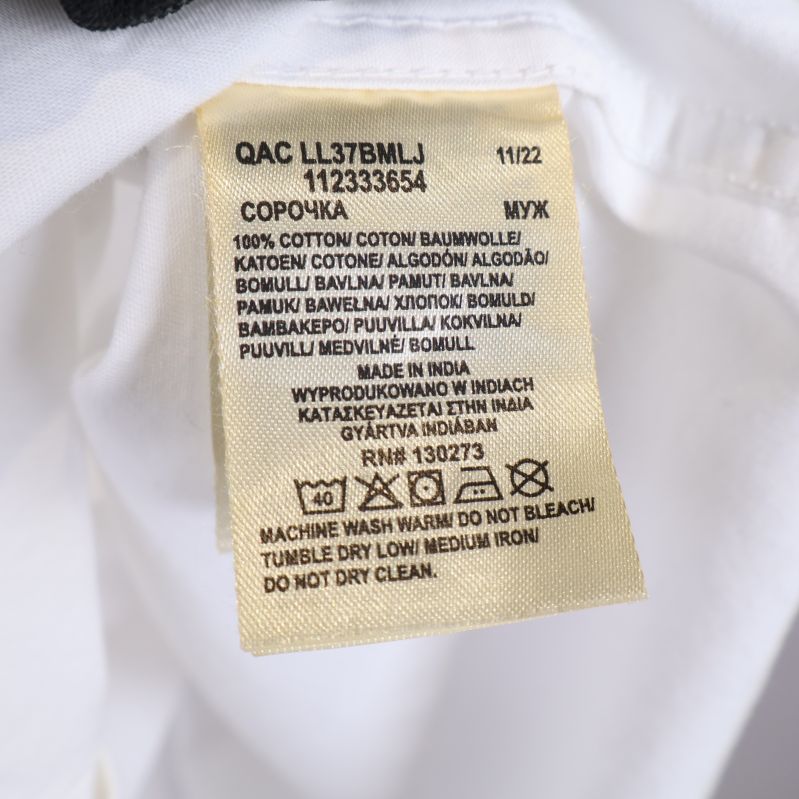 QAC LL37BMLJ 11/22
112333654
СОРОЧКА МУЖ
100% COTTON/ COTON/ BAUMWOLLE/
KATOEN/ COTONE/ ALGODÓN/ ALGODÃO/
BOMULL/ BAVLNA/ PAMUT/ BAVLNA/
PAMUK/ BAWEŁNA/ ХЛОПОК/ BOMULD/
ΒΑΜΒΑΚΕΡΟ/ PUUVILLA/ KOKVILNA/
PUUVILL/ MEDVILNĖ/ BOMULL
MADE IN INDIA
WYPRODUKOWANO W INDIACH
ΚΑΤΑΣΚΕΥΑΖΕΤΑΙ ΣΤΗΝ ΙΝΔΙΑ
GYÁRTVA INDIÁBAN
RN# 130273
40
MACHINE WASH WARM/ DO NOT BLEACH/
TUMBLE DRY LOW/ MEDIUM IRON/
DO NOT DRY CLEAN.